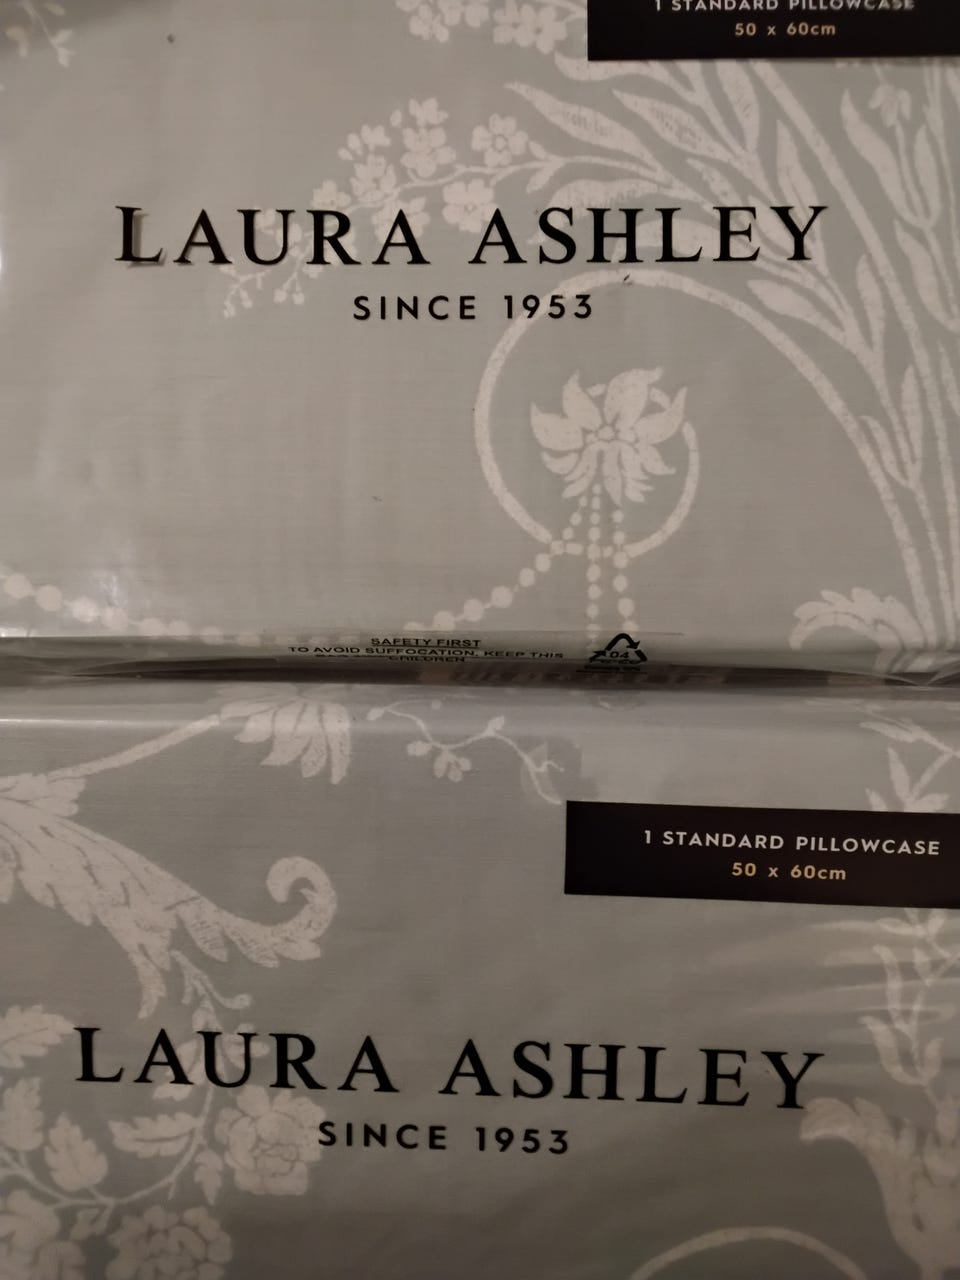 1 STANDARD PILLOWCASE
50 x 60cm
LAURA ASHLEY
SINCE 1953
SAFETY FIRST
TO AVOID SUFFOCATION, KEEP THIS
CHILDREN
04
1 STANDARD PILLOWCASE
50 x 60cm
LAURA ASHLEY
SINCE 1953